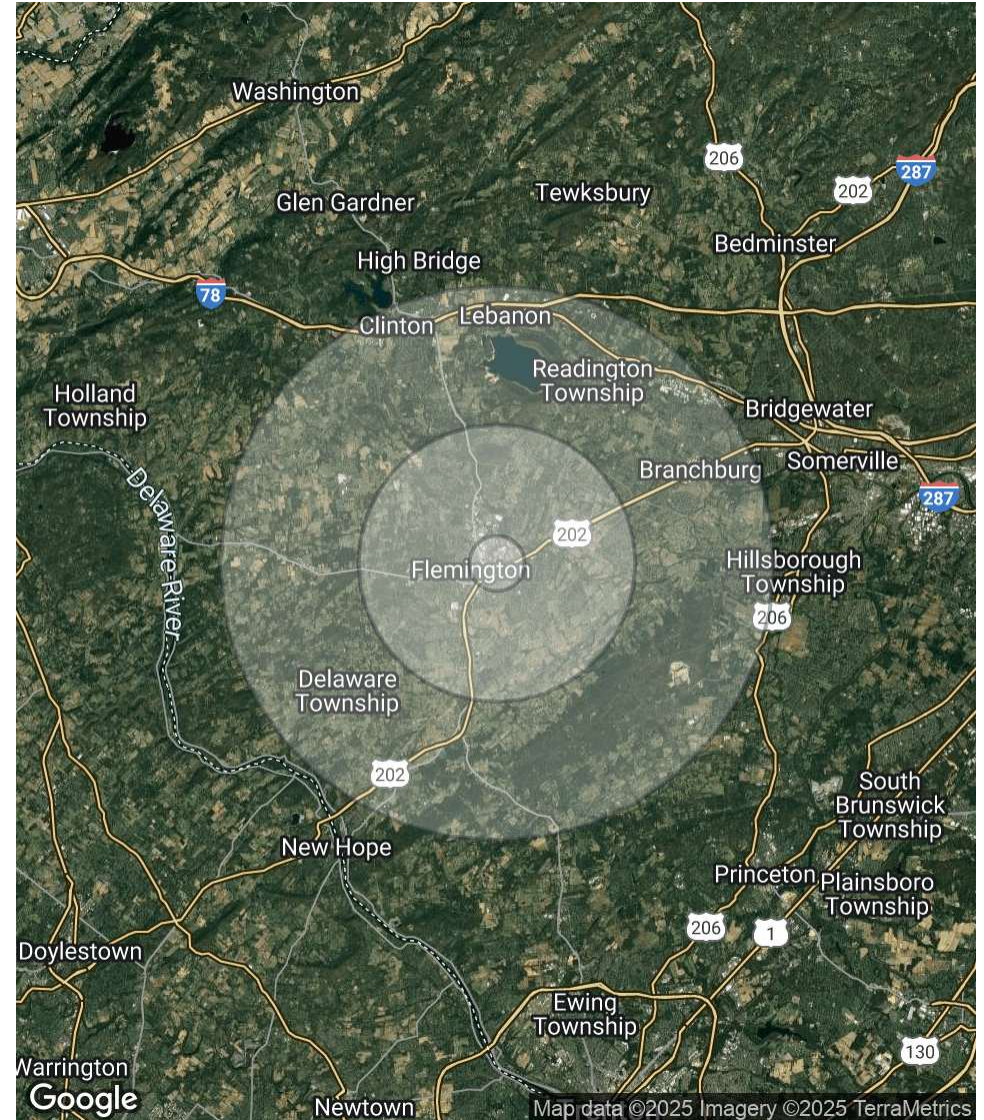 Washington
206
287
202
Glen Gardner
Tewksbury
Bedminster
High Bridge
78
Clinton
Lebanon
Readington
Township
Holland
Township
Bridgewater
Branchburg
Somerville
287
Delaware River
202
Flemington
Hillsborough
Township
206
Delaware
Township
202
South
Brunswick
Township
New Hope
Princeton
Plainsboro
Township
206
1
Doylestown
Ewing
Township
130
Warrington
Google
Newtown
Map data ©2025 Imagery ©2025 TerraMetrics